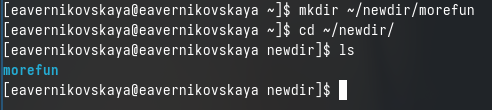 [eavernikovskaya@eavernikovskaya ~]$ mkdir ~/newdir/morefun
[eavernikovskaya@eavernikovskaya ~]$ cd ~/newdir/
[eavernikovskaya@eavernikovskaya newdir]$ ls
morefun
[eavernikovskaya@eavernikovskaya newdir]$